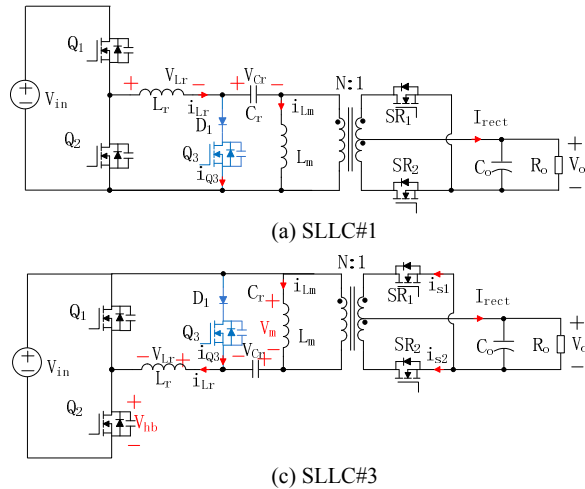 Q1
Vin
Q2
+ VLr −
Lr
iLr
D1
Q3
iQ3
+ VCr −
Cr
iLm
Lm
N:1
SR1
SR2
Irect
Co
Ro
+
Vo
−
(a) SLLC#1
Q1
Vin
Q2
+
Vhb
−
− VLr +
Lr
iLr
D1
Q3
iQ3
− VCr +
Cr
+
Vm
−
iLm
Lm
N:1
SR1
is1
SR2
is2
Irect
Co
Ro
+
Vo
−
(c) SLLC#3